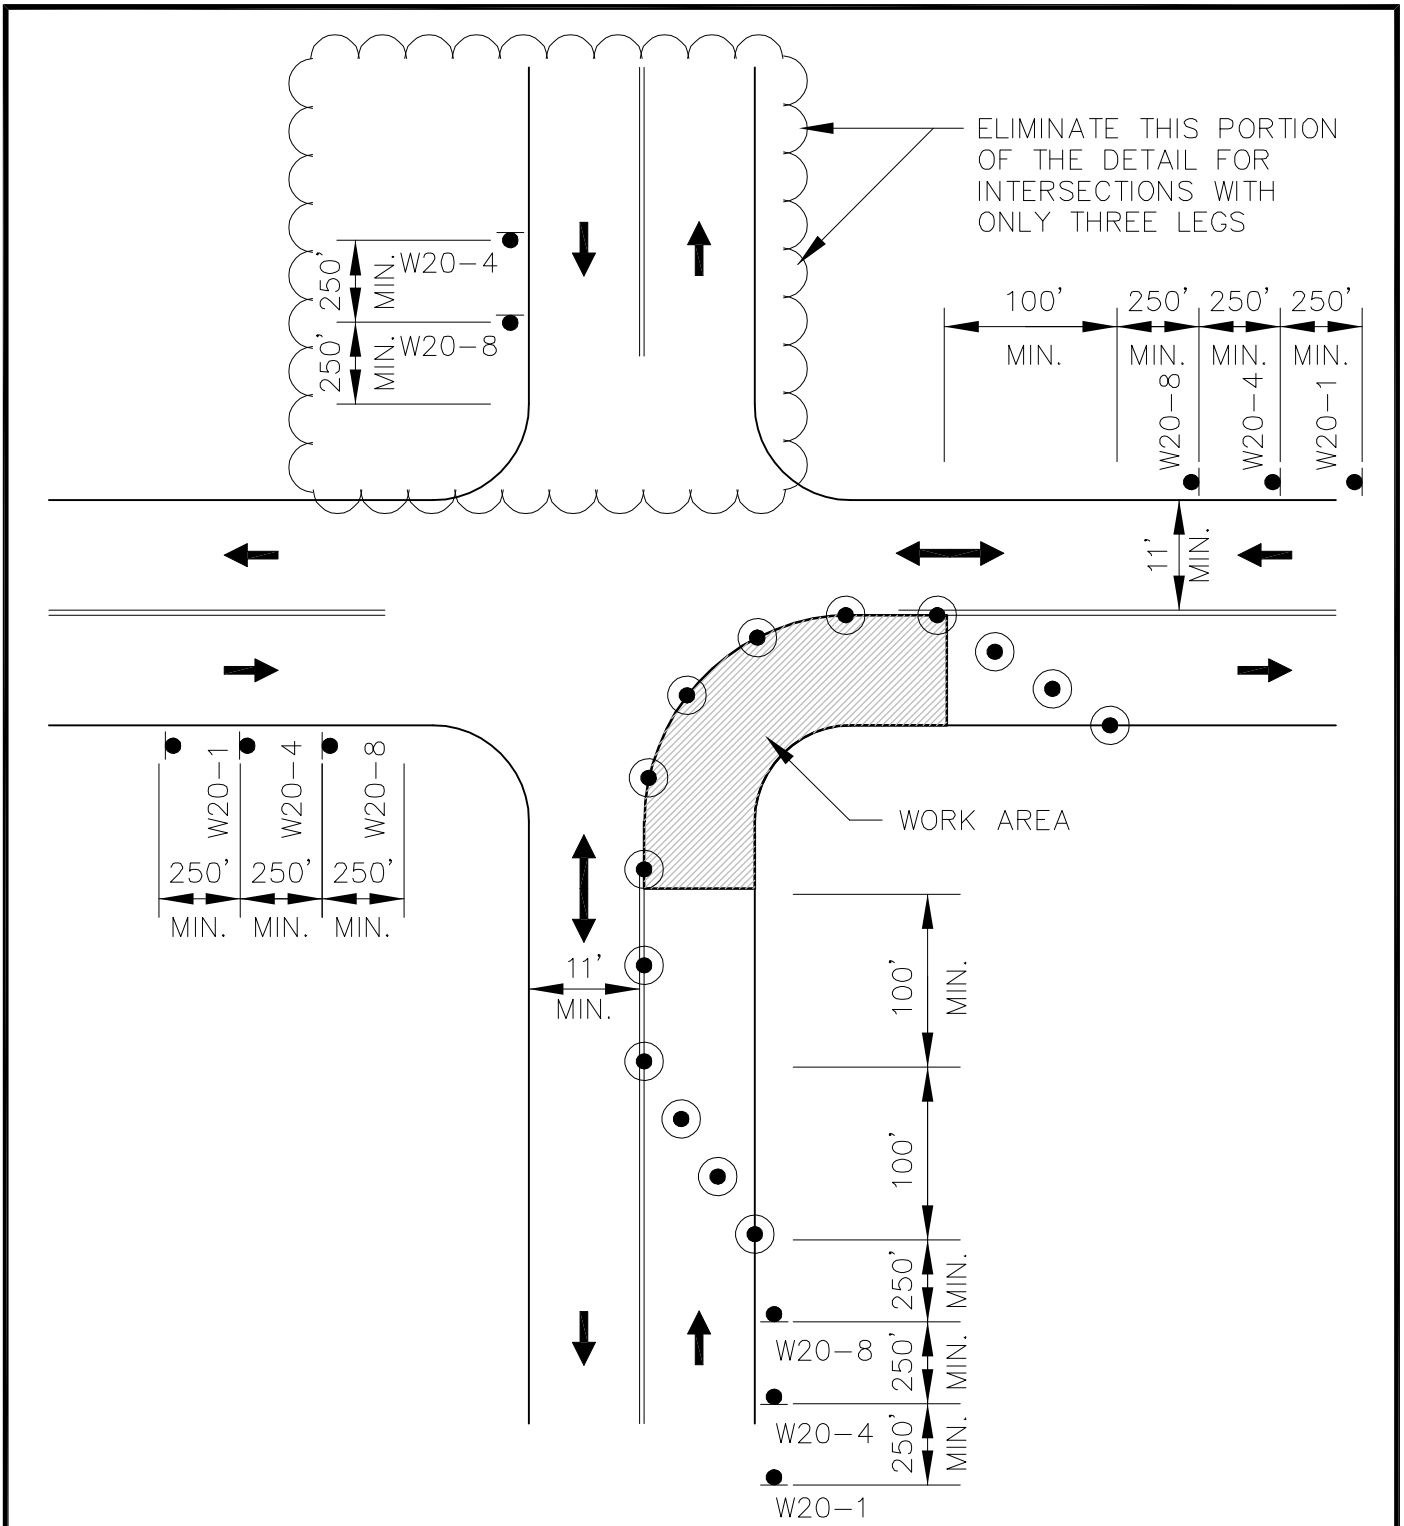 ELIMINATE THIS PORTION
OF THE DETAIL FOR
INTERSECTIONS WITH
ONLY THREE LEGS
250'
MIN.
W20-4
250'
MIN.
W20-8
100'
MIN.
250'
MIN.
250'
MIN.
250'
MIN.
W20-8
W20-4
W20-1
11'
MIN.
W20-1
W20-4
W20-8
250'
MIN.
250'
MIN.
250'
MIN.
WORK AREA
11'
MIN.
100'
MIN.
100'
250'
MIN.
W20-8
250'
MIN.
W20-4
250'
MIN.
W20-1